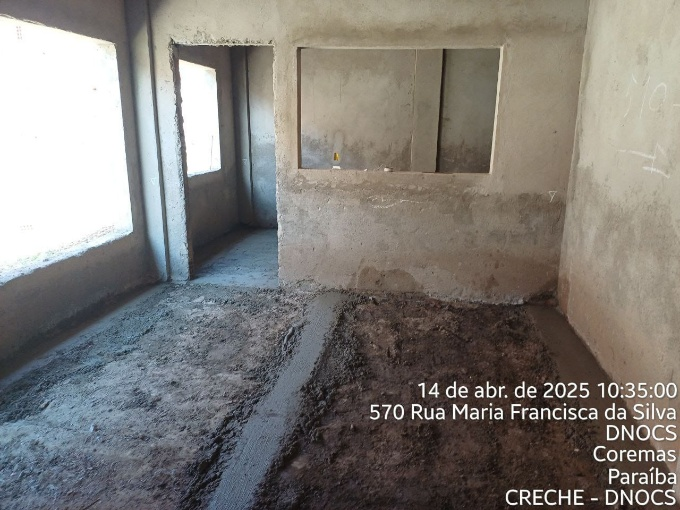 14 de abr. de 2025 10:35:00
570 Rua Maria Francisca da Silva
DNOCS
Coremas
Paraíba
CRECHE - DNOCS